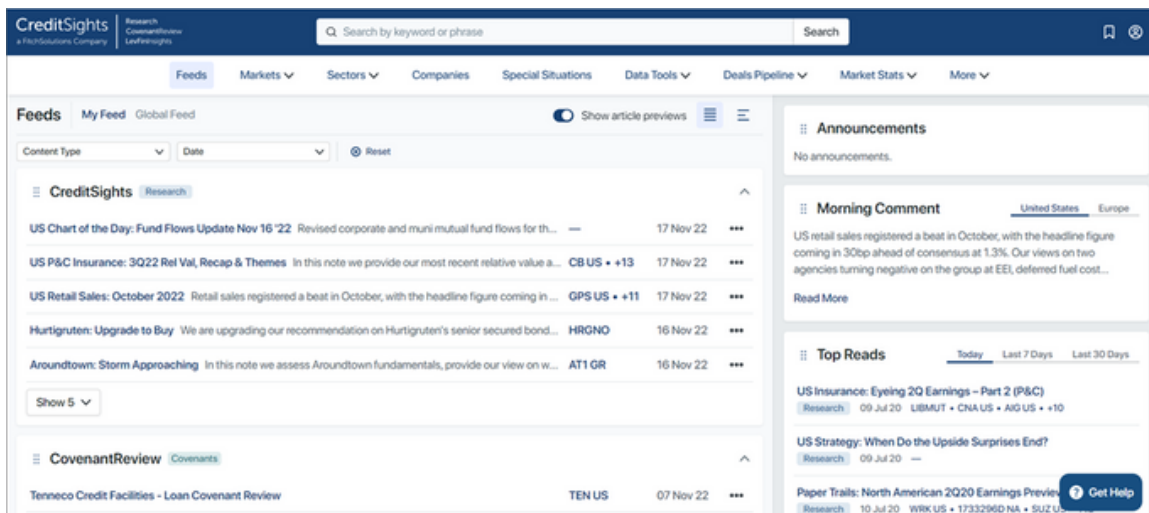 CreditSights
a FitchSolutions Company
Research
CovenantReview
LevFinInsights
Search by keyword or phrase
Search
Feeds Markets Sectors Companies Special Situations Data Tools Deals Pipeline Market Stats More
Feeds My Feed Global Feed
Show article previews
Content Type Date Reset
CreditSights Research
US Chart of the Day: Fund Flows Update Nov 16 '22 Revised corporate and muni mutual fund flows for th... — 17 Nov 22 •••
US P&C Insurance: 3Q22 Rel Val, Recap & Themes In this note we provide our most recent relative value a... CB US • +13 17 Nov 22 •••
US Retail Sales: October 2022 Retail sales registered a beat in October, with the headline figure coming in ... GPS US • +11 17 Nov 22 •••
Hurtigruten: Upgrade to Buy We are upgrading our recommendation on Hurtigruten's senior secured bond... HRGNO 16 Nov 22 •••
Aroundtown: Storm Approaching In this note we assess Aroundtown fundamentals, provide our view on w... AT1 GR 16 Nov 22 •••
Show 5
CovenantReview Covenants
Tenneco Credit Facilities - Loan Covenant Review TEN US 07 Nov 22 •••
Announcements
No announcements.
Morning Comment United States Europe
US retail sales registered a beat in October, with the headline figure
coming in 30bp ahead of consensus at 1.3%. Our views on two
agencies turning negative on the group at EEI, deferred fuel cost...
Read More
Top Reads Today Last 7 Days Last 30 Days
US Insurance: Eyeing 2Q Earnings – Part 2 (P&C)
Research 09 Jul 20 LIBMUT • CNA US • AIG US • +10
US Strategy: When Do the Upside Surprises End?
Research 09 Jul 20 —
Paper Trails: North American 2Q20 Earnings Preview
Research 10 Jul 20 WRK US • 1733296D NA • SUZ US
Get Help